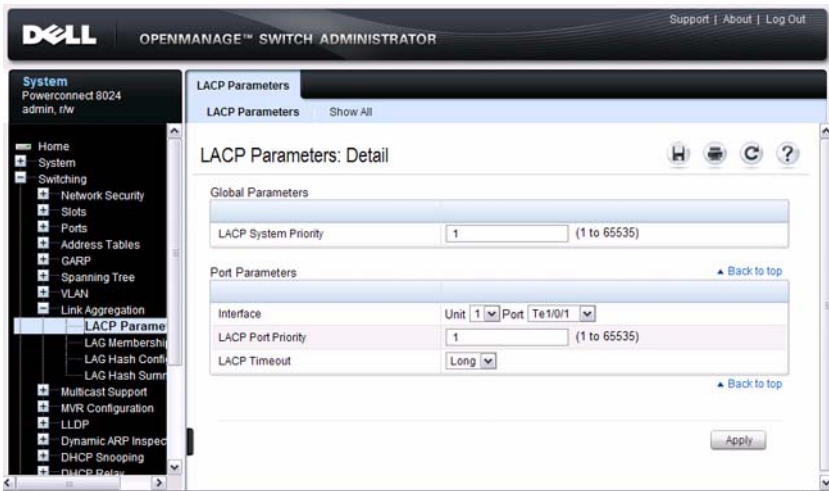 Support | About | Log Out
DELL
OPENMANAGE™ SWITCH ADMINISTRATOR
System
Powerconnect 8024
admin, r/w
Home
System
Switching
Network Security
Slots
Ports
Address Tables
GARP
Spanning Tree
VLAN
Link Aggregation
LACP Parame
LAG Membershi
LAG Hash Confi
LAG Hash Summ
Multicast Support
MVR Configuration
LLDP
Dynamic ARP Inspec
DHCP Snooping
DHCP Relay
LACP Parameters
LACP Parameters Show All
LACP Parameters: Detail
Global Parameters
LACP System Priority 1 (1 to 65535)
Port Parameters Back to top
Interface Unit 1 Port Te1/0/1
LACP Port Priority 1 (1 to 65535)
LACP Timeout Long
Back to top
Apply